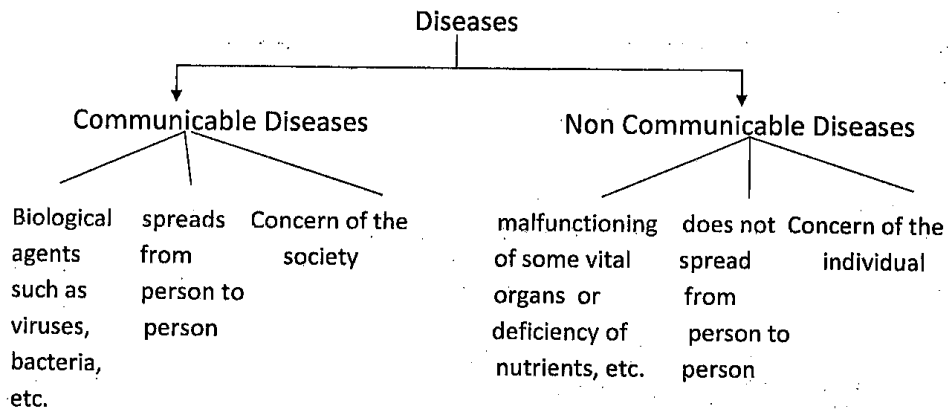 Diseases
Communicable Diseases
Non Communicable Diseases
Biological
agents
such as
viruses,
bacteria,
etc.
spreads
from
person to
person
Concern of the
society
malfunctioning
of some vital
organs or
deficiency of
nutrients, etc.
does not
spread
from
person to
person
Concern of the
individual